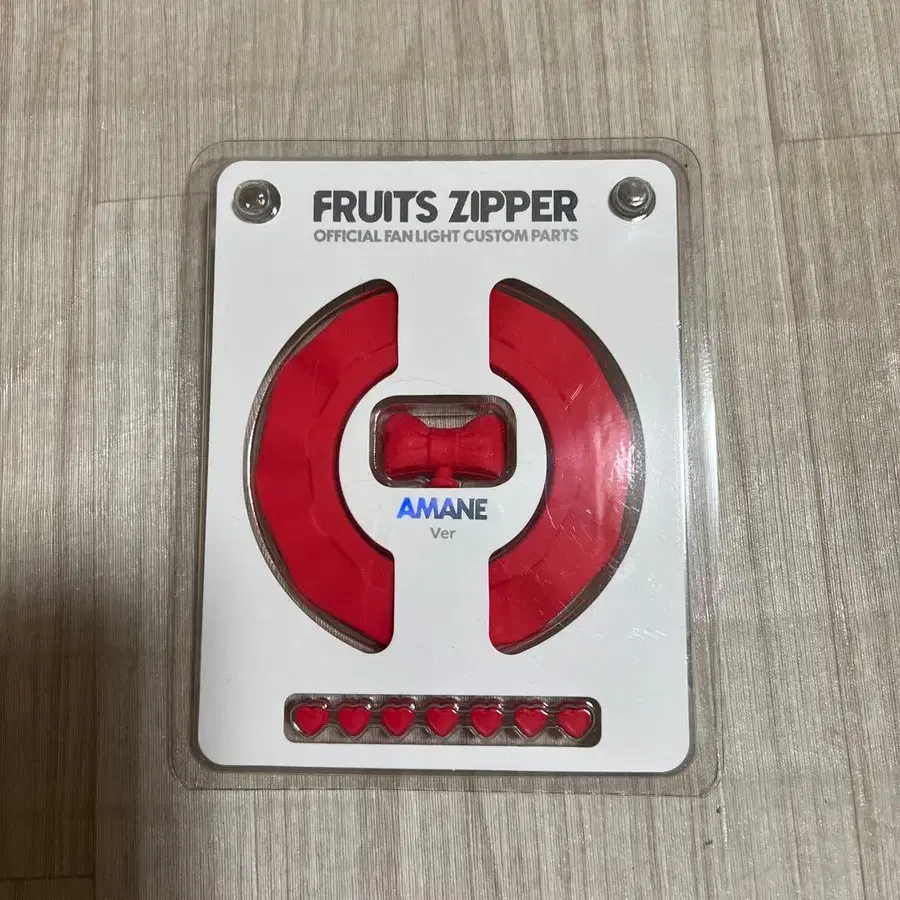 FRUITS ZIPPER
OFFICIAL FAN LIGHT CUSTOM PARTS
AMANE
Ver